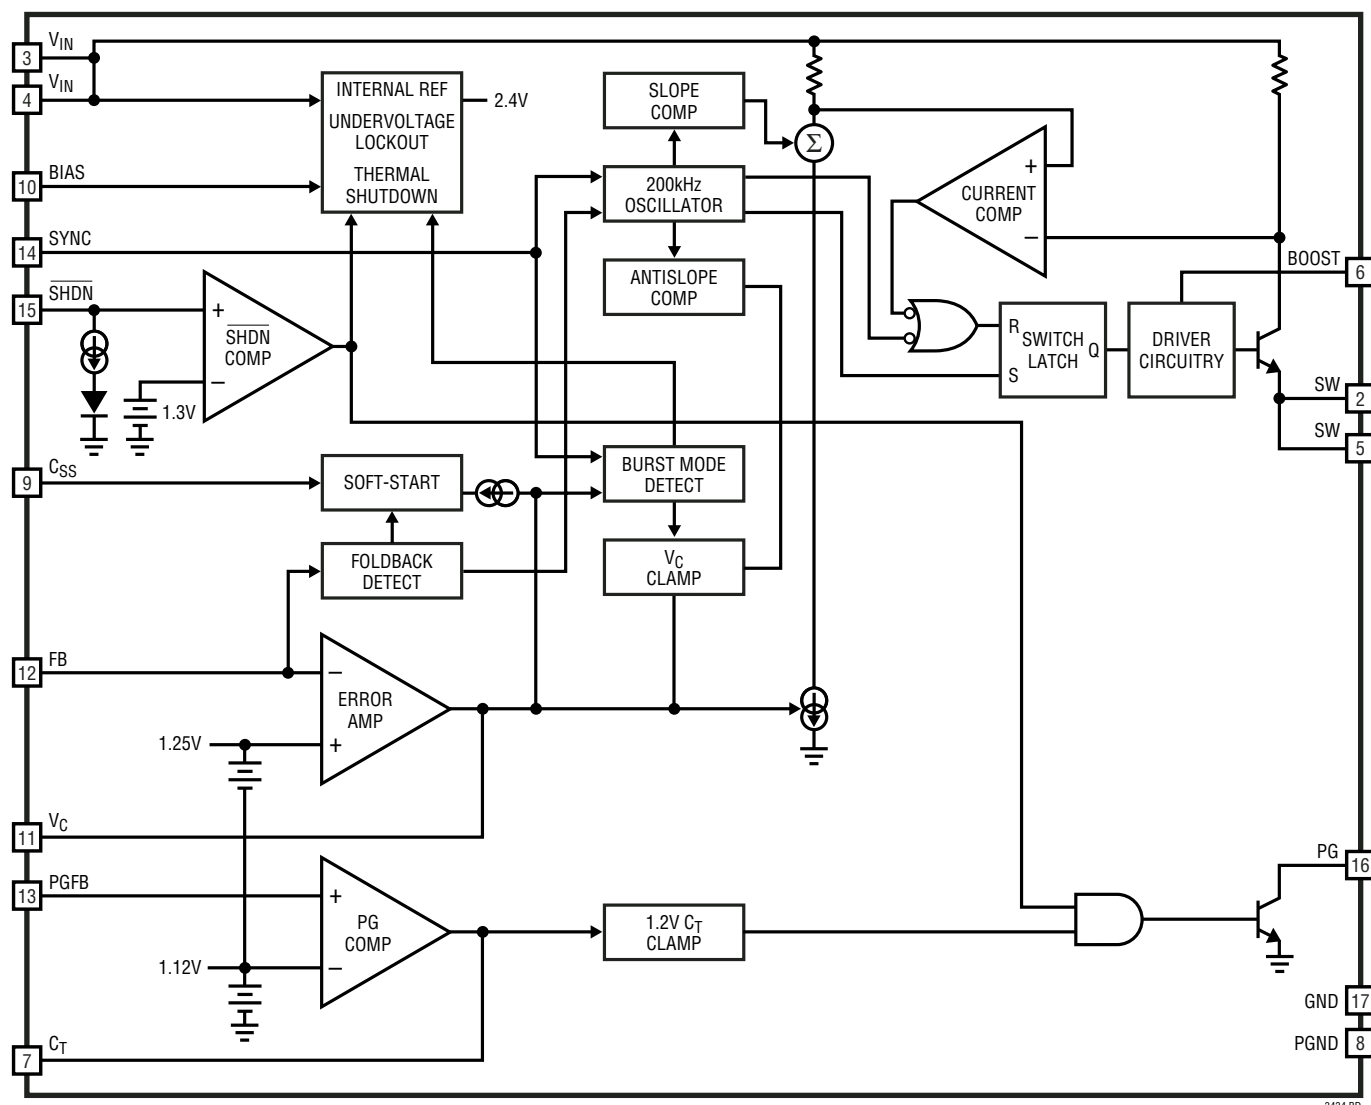 3
VIN
4
VIN
10
BIAS
14
SYNC
15
SHDN
9
CSS
12
FB
11
VC
13
PGFB
7
CT
INTERNAL REF
UNDERVOLTAGE
LOCKOUT
THERMAL
SHUTDOWN
2.4V
SLOPE
COMP
Σ
200kHz
OSCILLATOR
ANTISLOPE
COMP
+
CURRENT
COMP
–
BOOST
6
+
SHDN
COMP
–
1.3V
R
SWITCH
LATCH
Q
S
DRIVER
CIRCUITRY
SW
2
SW
5
SOFT-START
BURST MODE
DETECT
FOLDBACK
DETECT
VC
CLAMP
–
ERROR
AMP
+
1.25V
+
PG
COMP
–
1.12V
1.2V CT
CLAMP
PG
16
GND
17
PGND
8